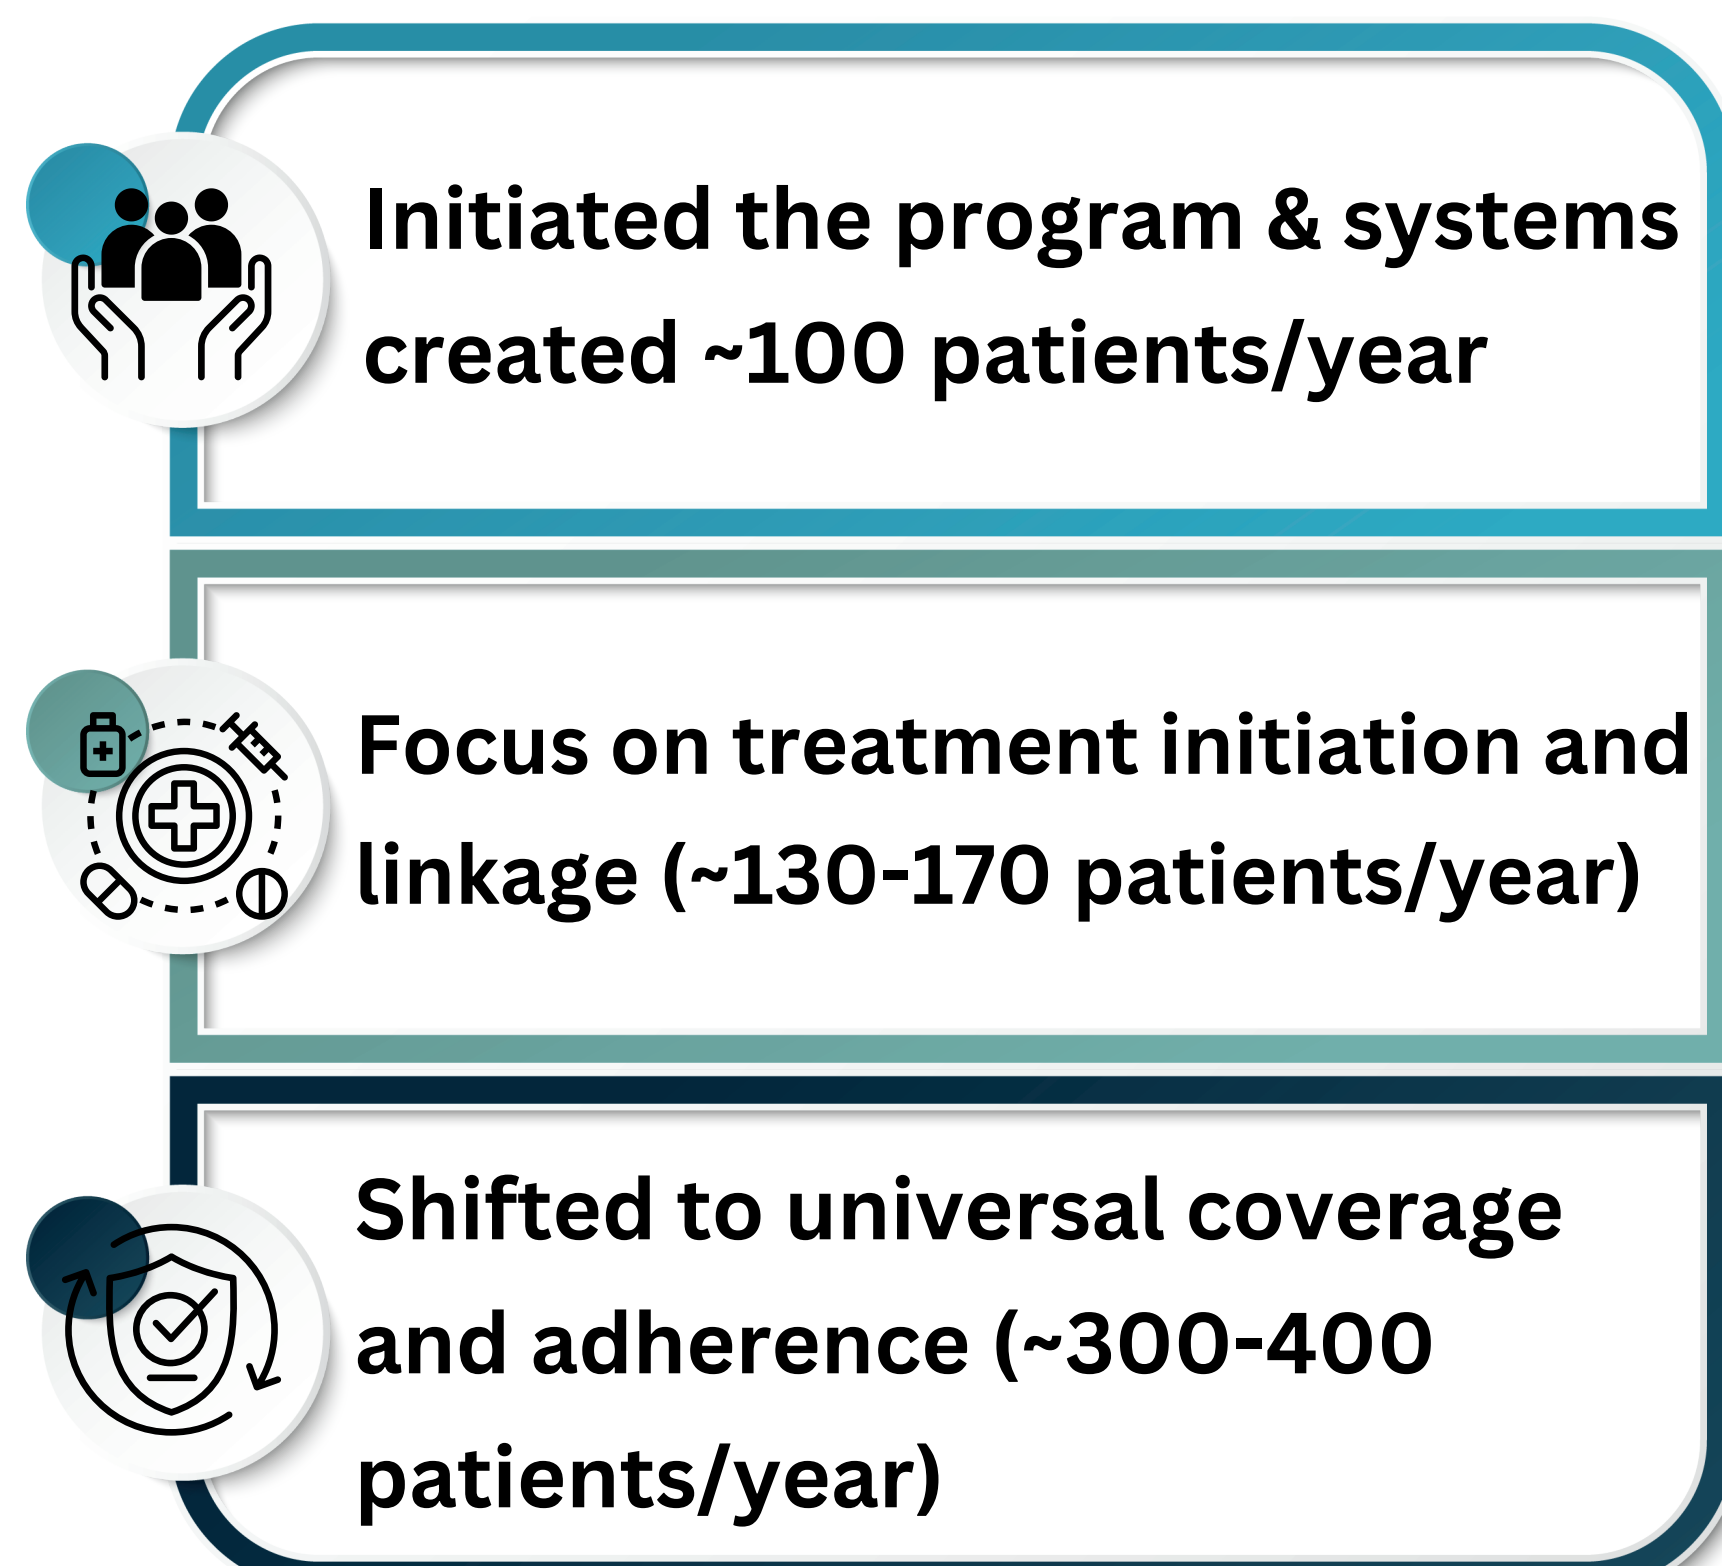 Initiated the program & systems
created ~100 patients/year
Focus on treatment initiation and
linkage (~130-170 patients/year)
Shifted to universal coverage
and adherence (~300-400
patients/year)